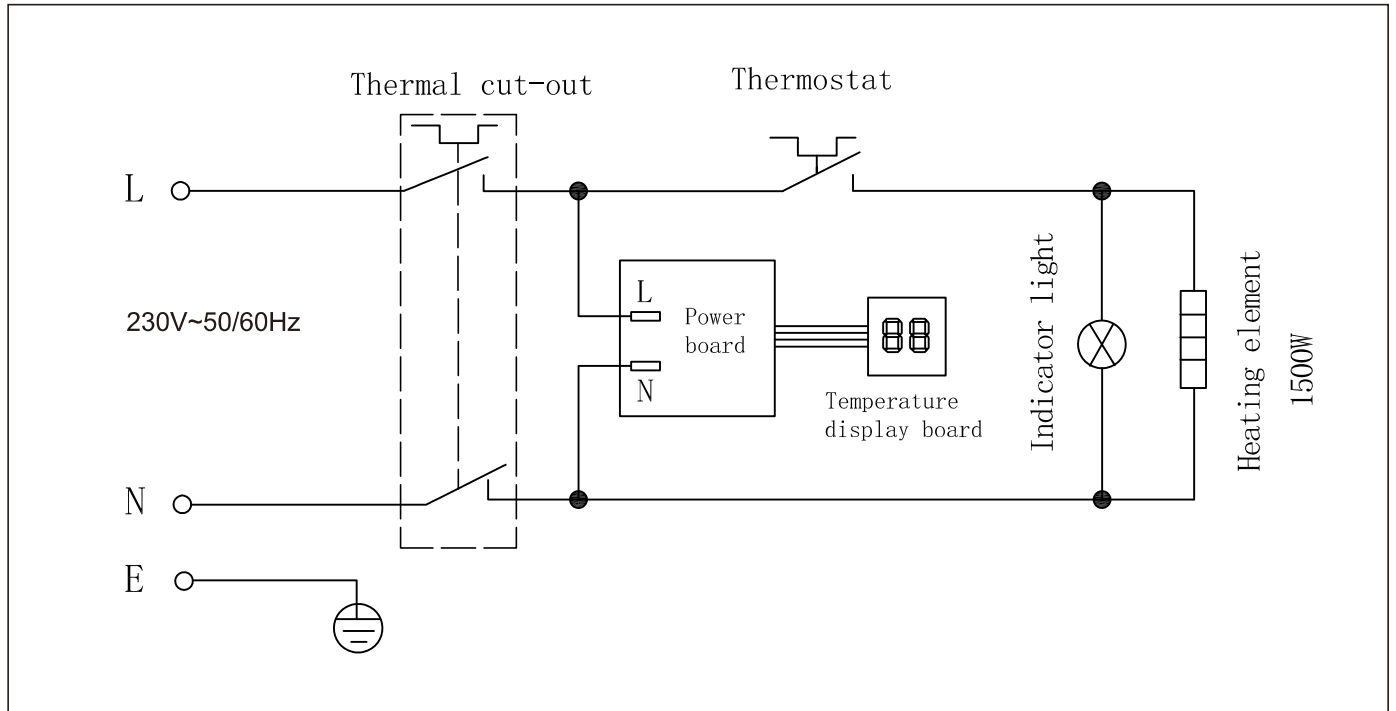 Thermal cut-out
Thermostat
L
230V~50/60Hz
L
Power
board
N
88
Temperature
display board
Indicator light
Heating element
1500W
N
E